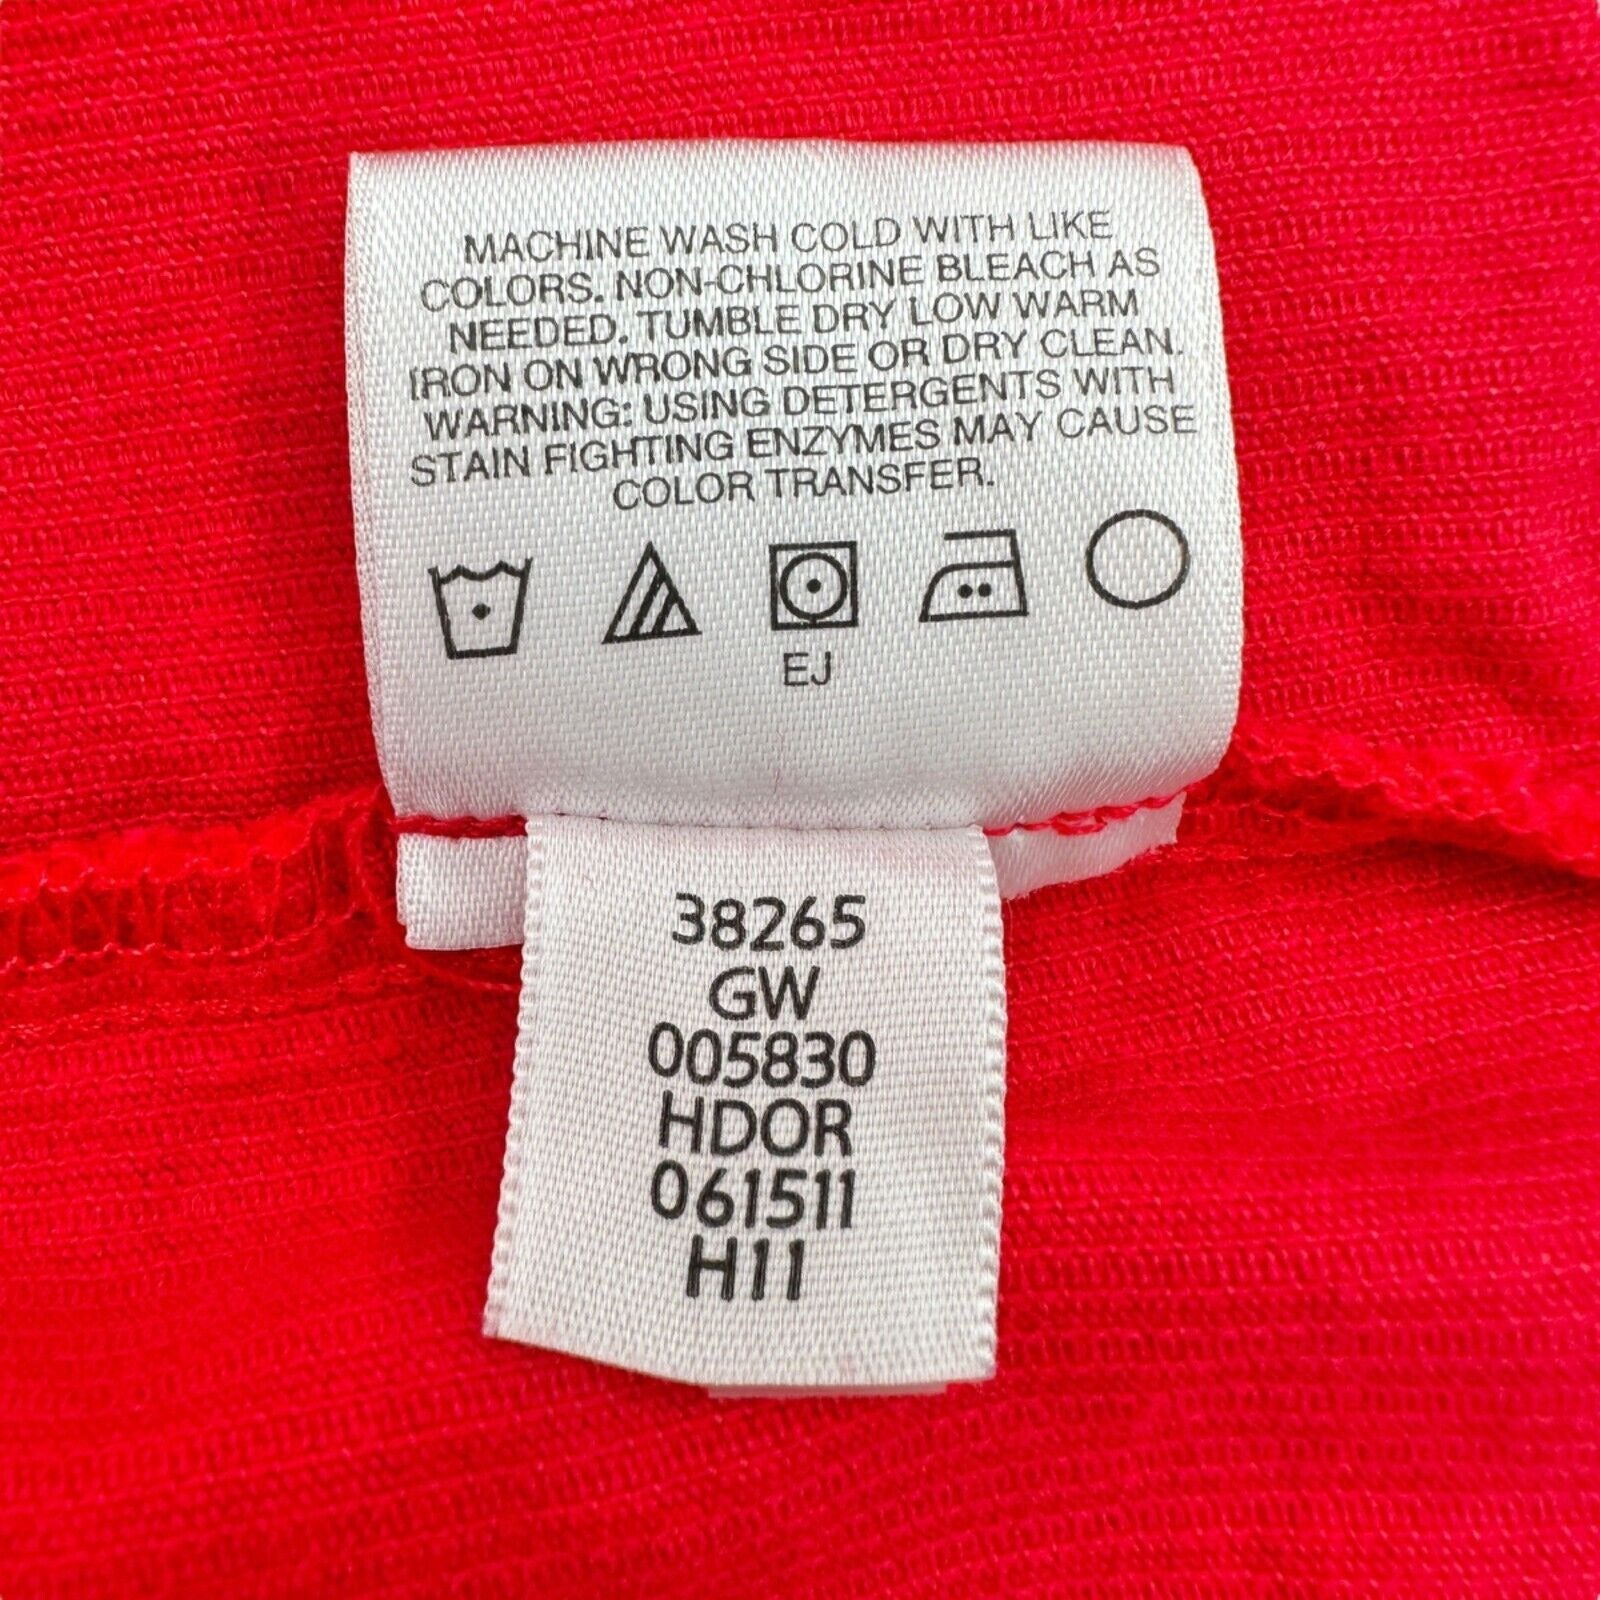 MACHINE WASH COLD WITH LIKE
COLORS. NON-CHLORINE BLEACH AS
NEEDED. TUMBLE DRY LOW WARM
IRON ON WRONG SIDE OR DRY CLEAN.
WARNING: USING DETERGENTS WITH
STAIN FIGHTING ENZYMES MAY CAUSE
COLOR TRANSFER.
EJ
38265
GW
005830
HDOR
061511
H11